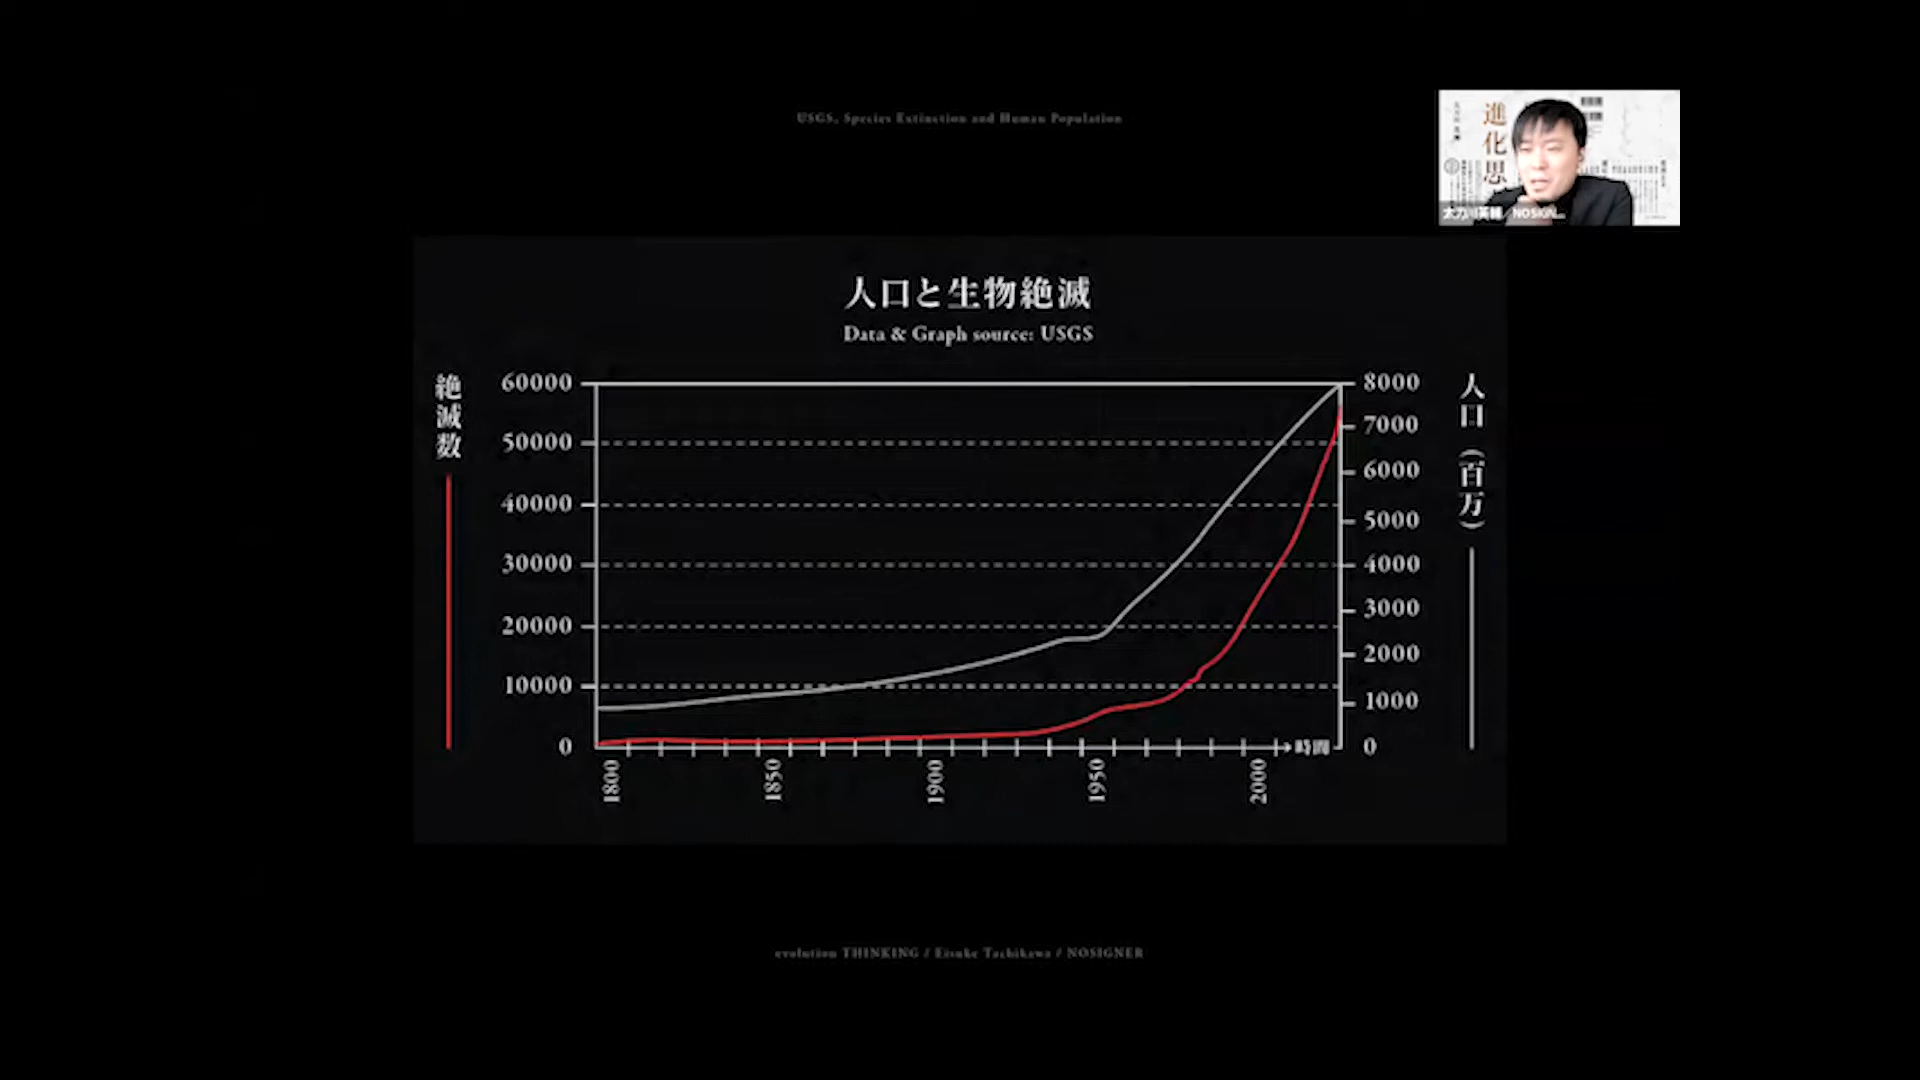 USGS, Species Extinction and Human Population
進化思
太刀川英輔／NOSIGN...
人口と生物絶滅
Data & Graph source: USGS
絶滅数
60000
50000
40000
30000
20000
10000
0
8000
7000
6000
5000
4000
3000
2000
1000
0
人口（百万）
時間
1800
1850
1900
1950
2000
evolution THINKING / Eisuke Tachikawa / NOSIGNER